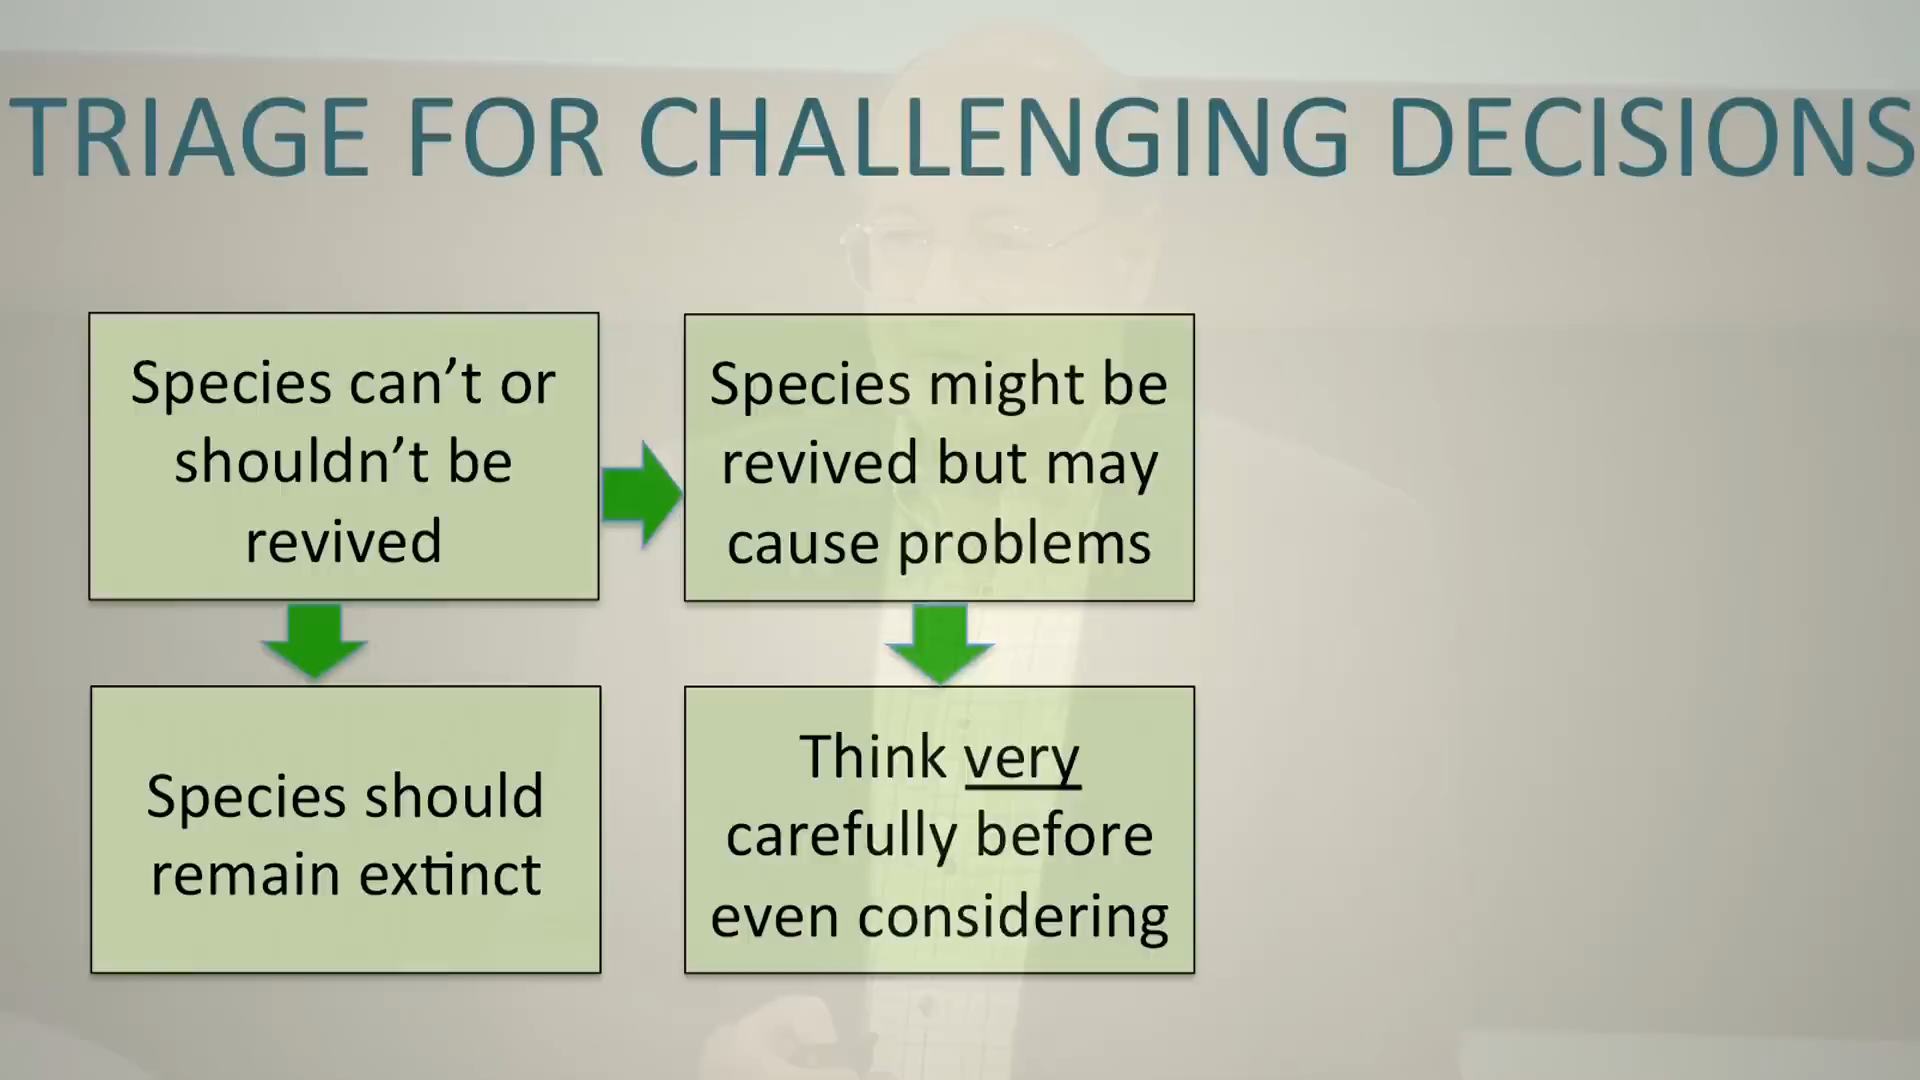 TRIAGE FOR CHALLENGING DECISIONS
Species can’t or
shouldn’t be
revived
Species might be
revived but may
cause problems
Species should
remain extinct
Think very
carefully before
even considering